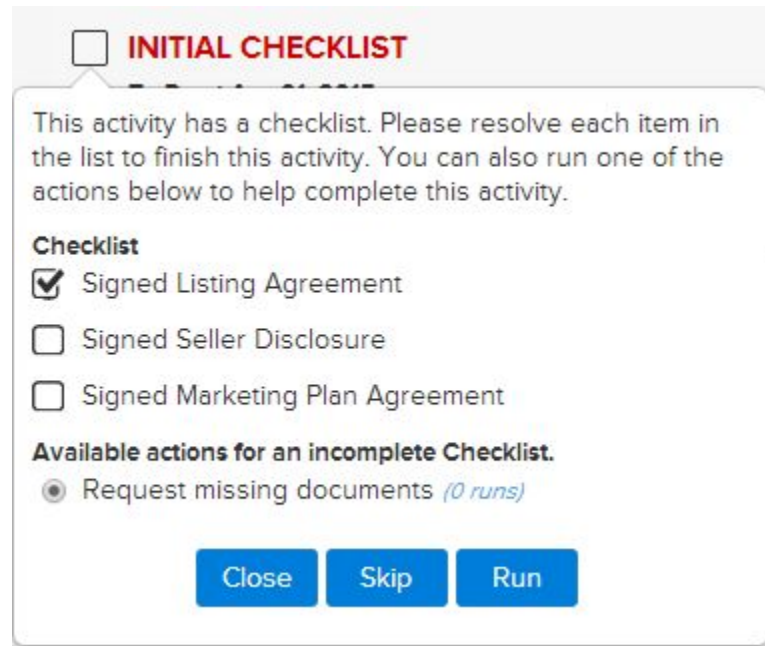 INITIAL CHECKLIST
This activity has a checklist. Please resolve each item in
the list to finish this activity. You can also run one of the
actions below to help complete this activity.
Checklist
Signed Listing Agreement
Signed Seller Disclosure
Signed Marketing Plan Agreement
Available actions for an incomplete Checklist.
Request missing documents (0 runs)
Close Skip Run